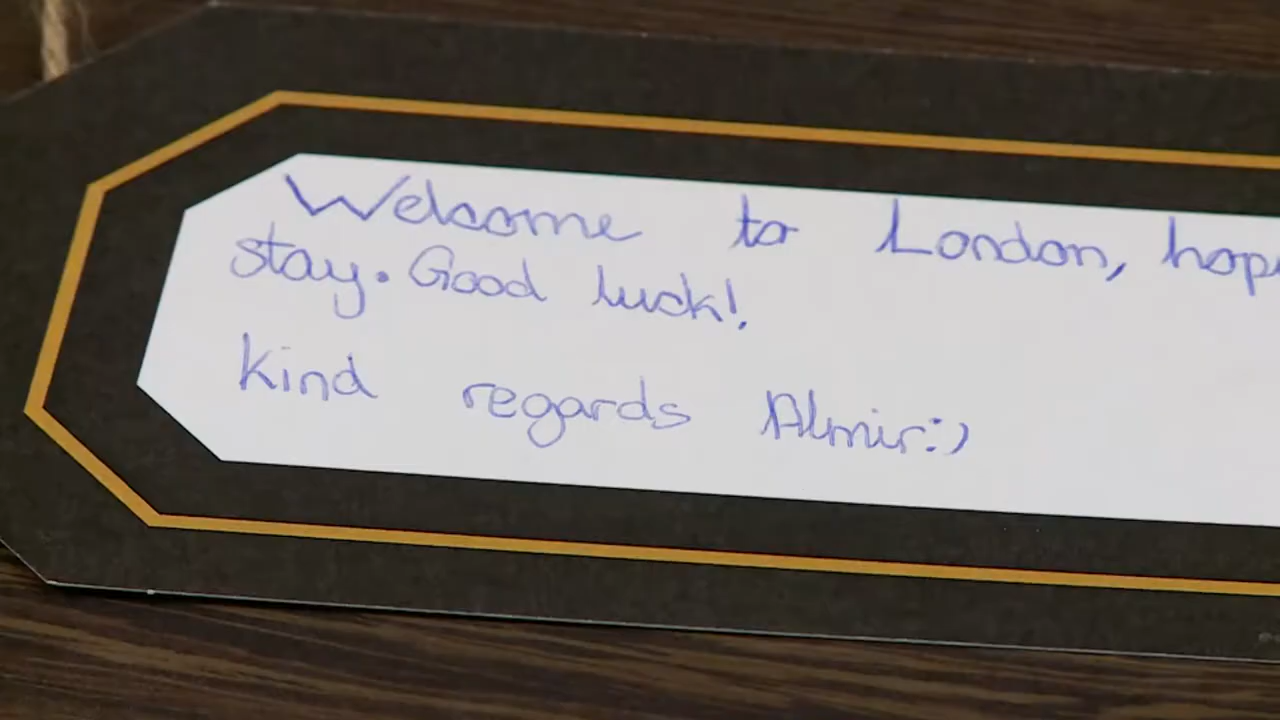 Welcome to London, hop
stay. Good luck!
Kind regards Almir:)